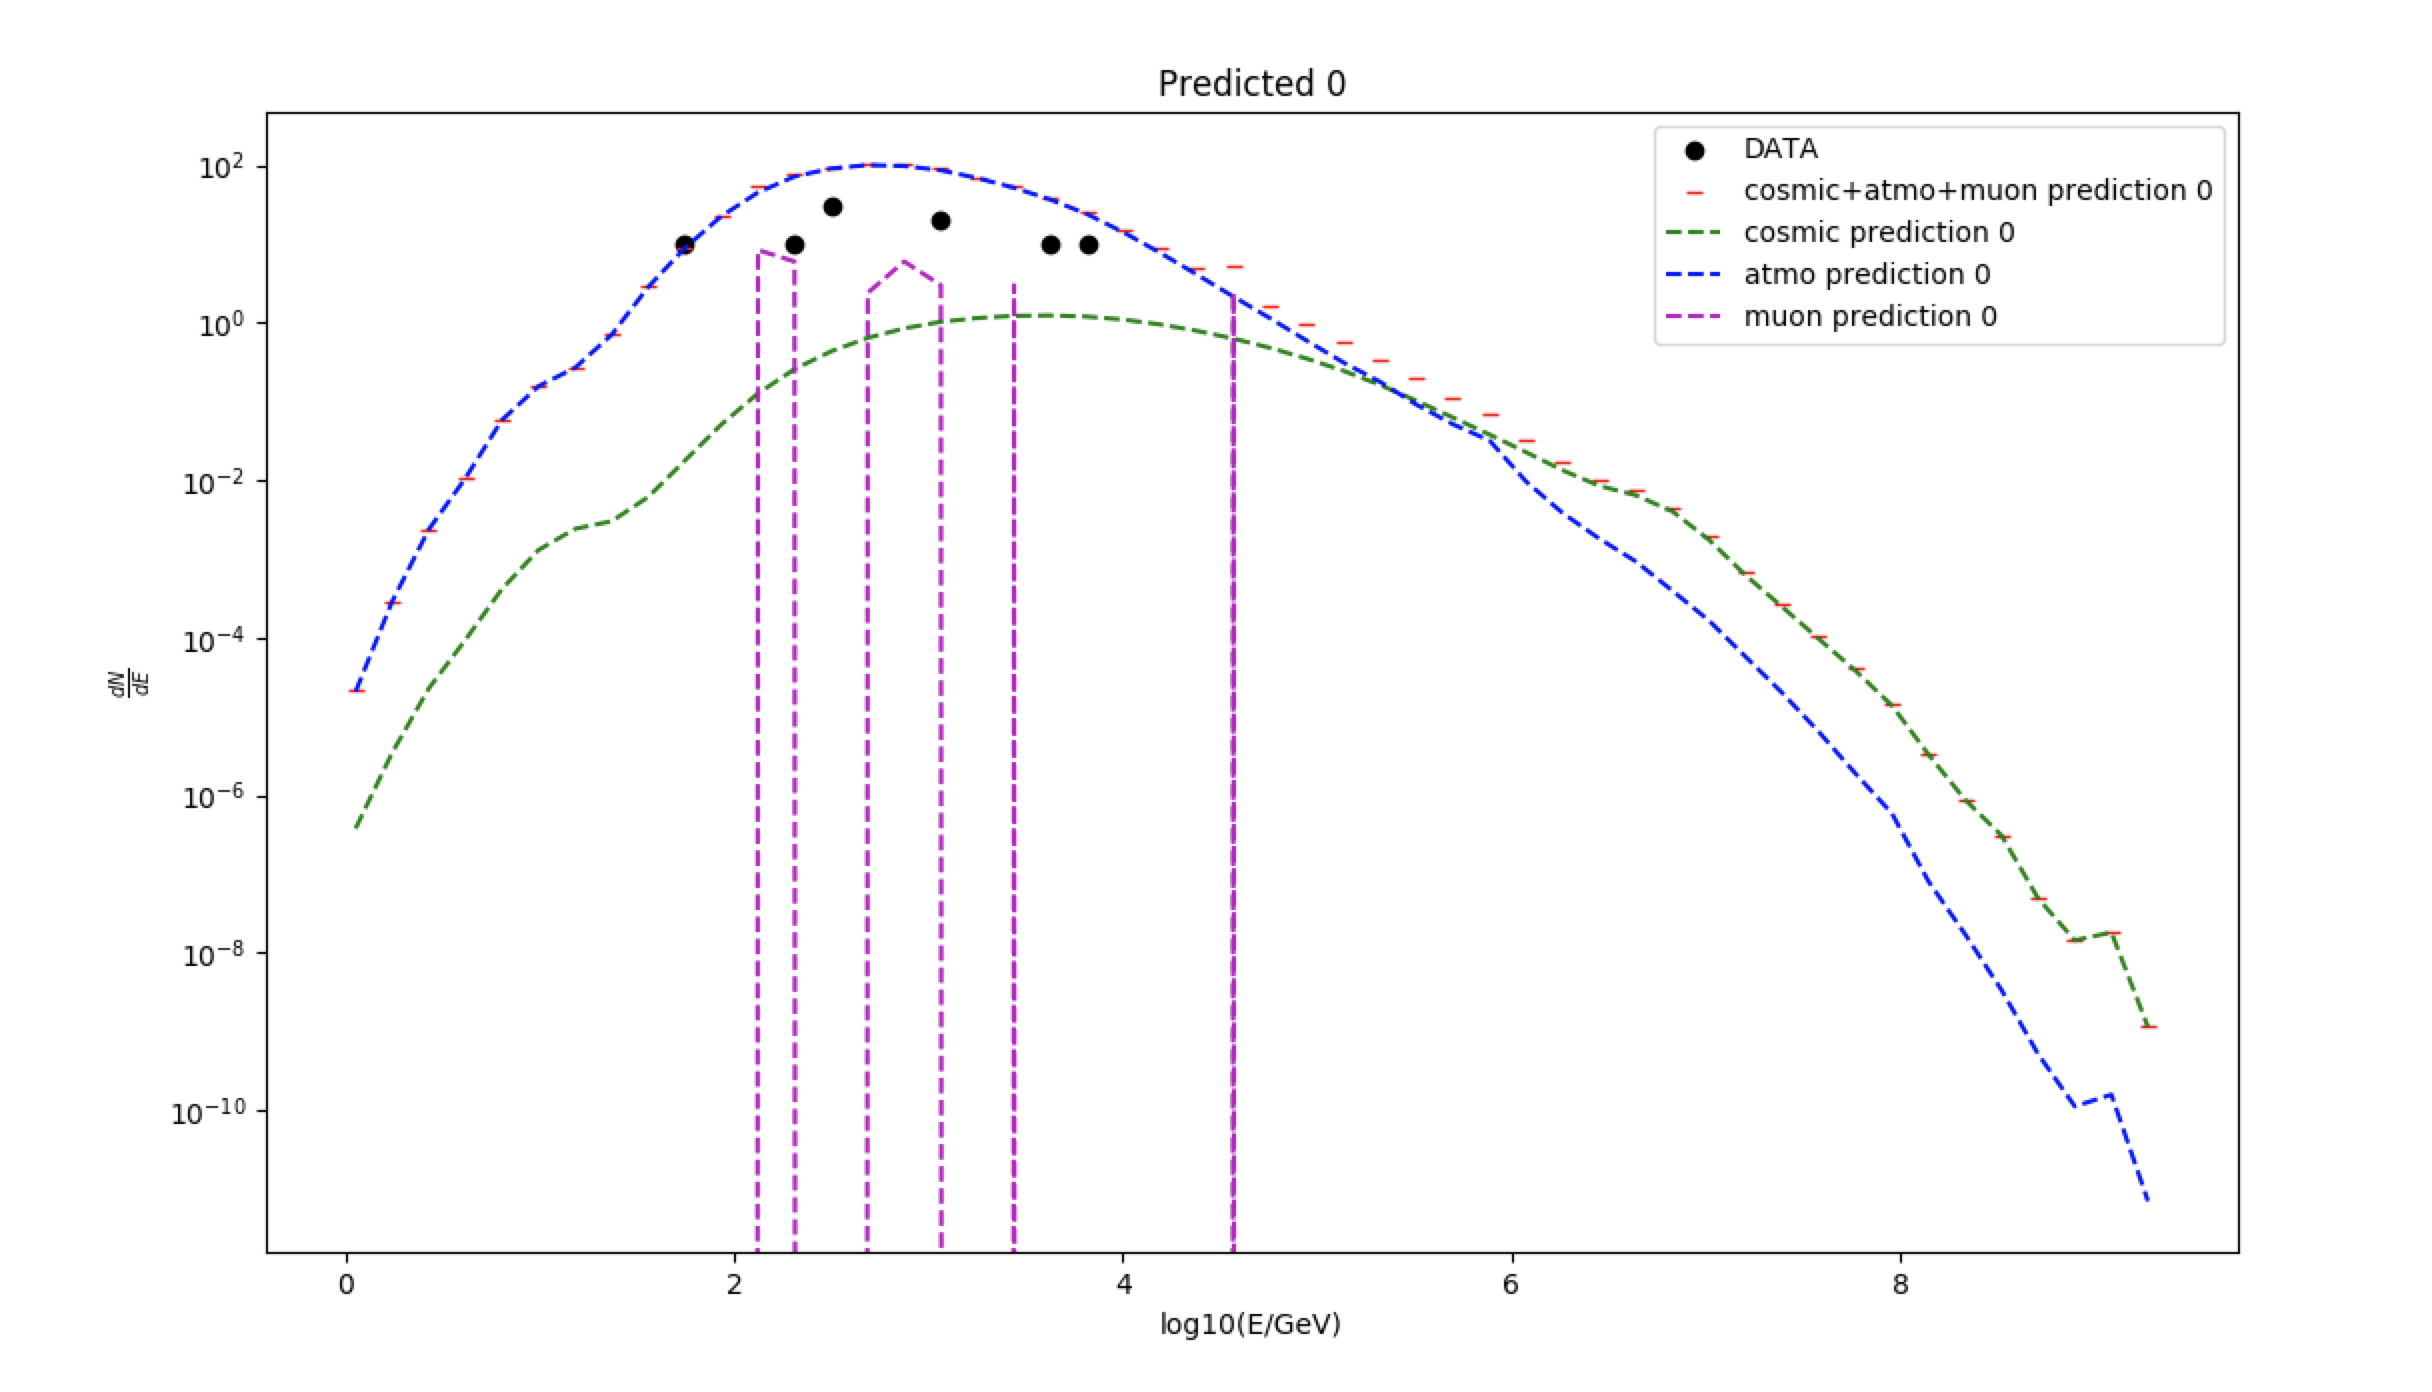 Predicted 0
DATA
cosmic+atmo+muon prediction 0
cosmic prediction 0
atmo prediction 0
muon prediction 0
10²
10⁰
10⁻²
10⁻⁴
10⁻⁶
10⁻⁸
10⁻¹⁰
dN
dE
0 2 4 6 8
log10(E/GeV)